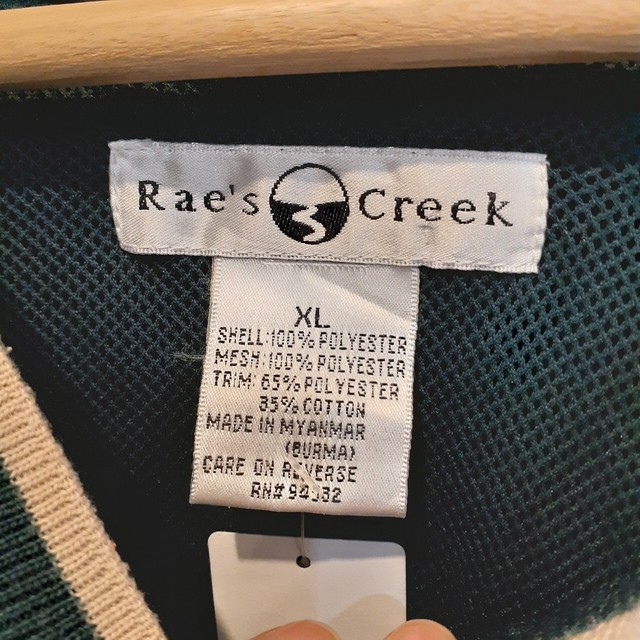 Rae's Creek
XL
SHELL:100% POLYESTER
MESH:100% POLYESTER
TRIM: 65% POLYESTER
35% COTTON
MADE IN MYANMAR
(BURMA)
CARE ON REVERSE
RN#